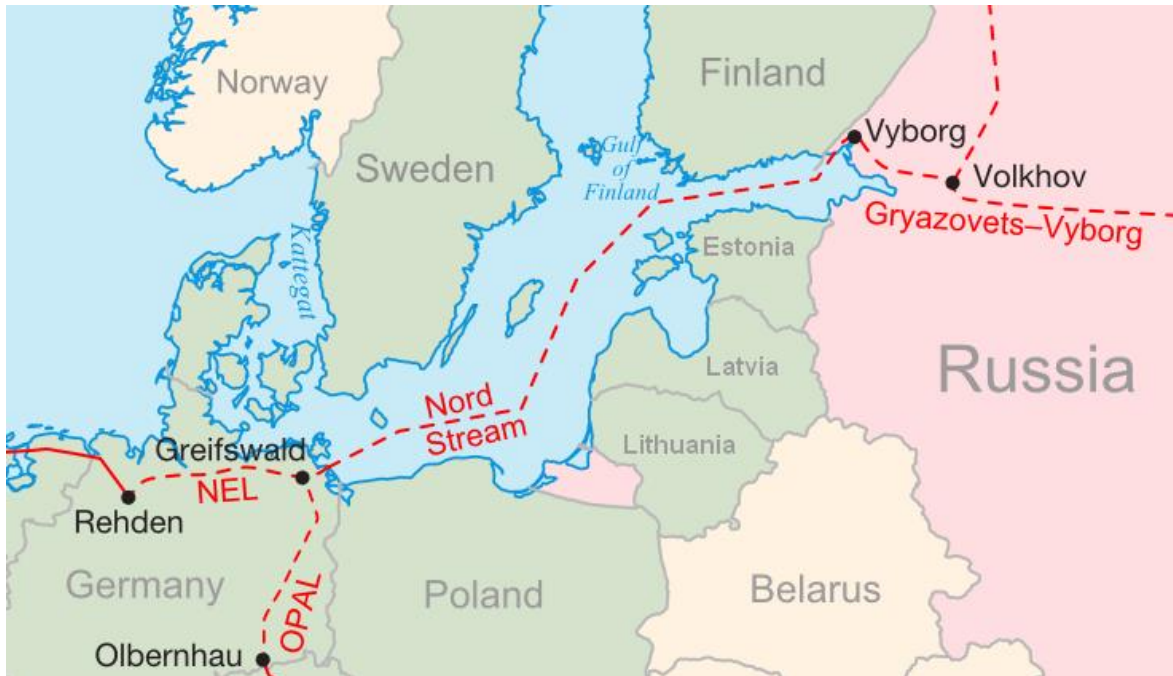 Norway
Finland
Vyborg
Gulf
of
Finland
Sweden
Volkhov
Gryazovets–Vyborg
Kattegat
Estonia
Russia
Latvia
Nord
Stream
Lithuania
Greifswald
NEL
Rehden
Germany
Poland
Belarus
OPAL
Olbernhau